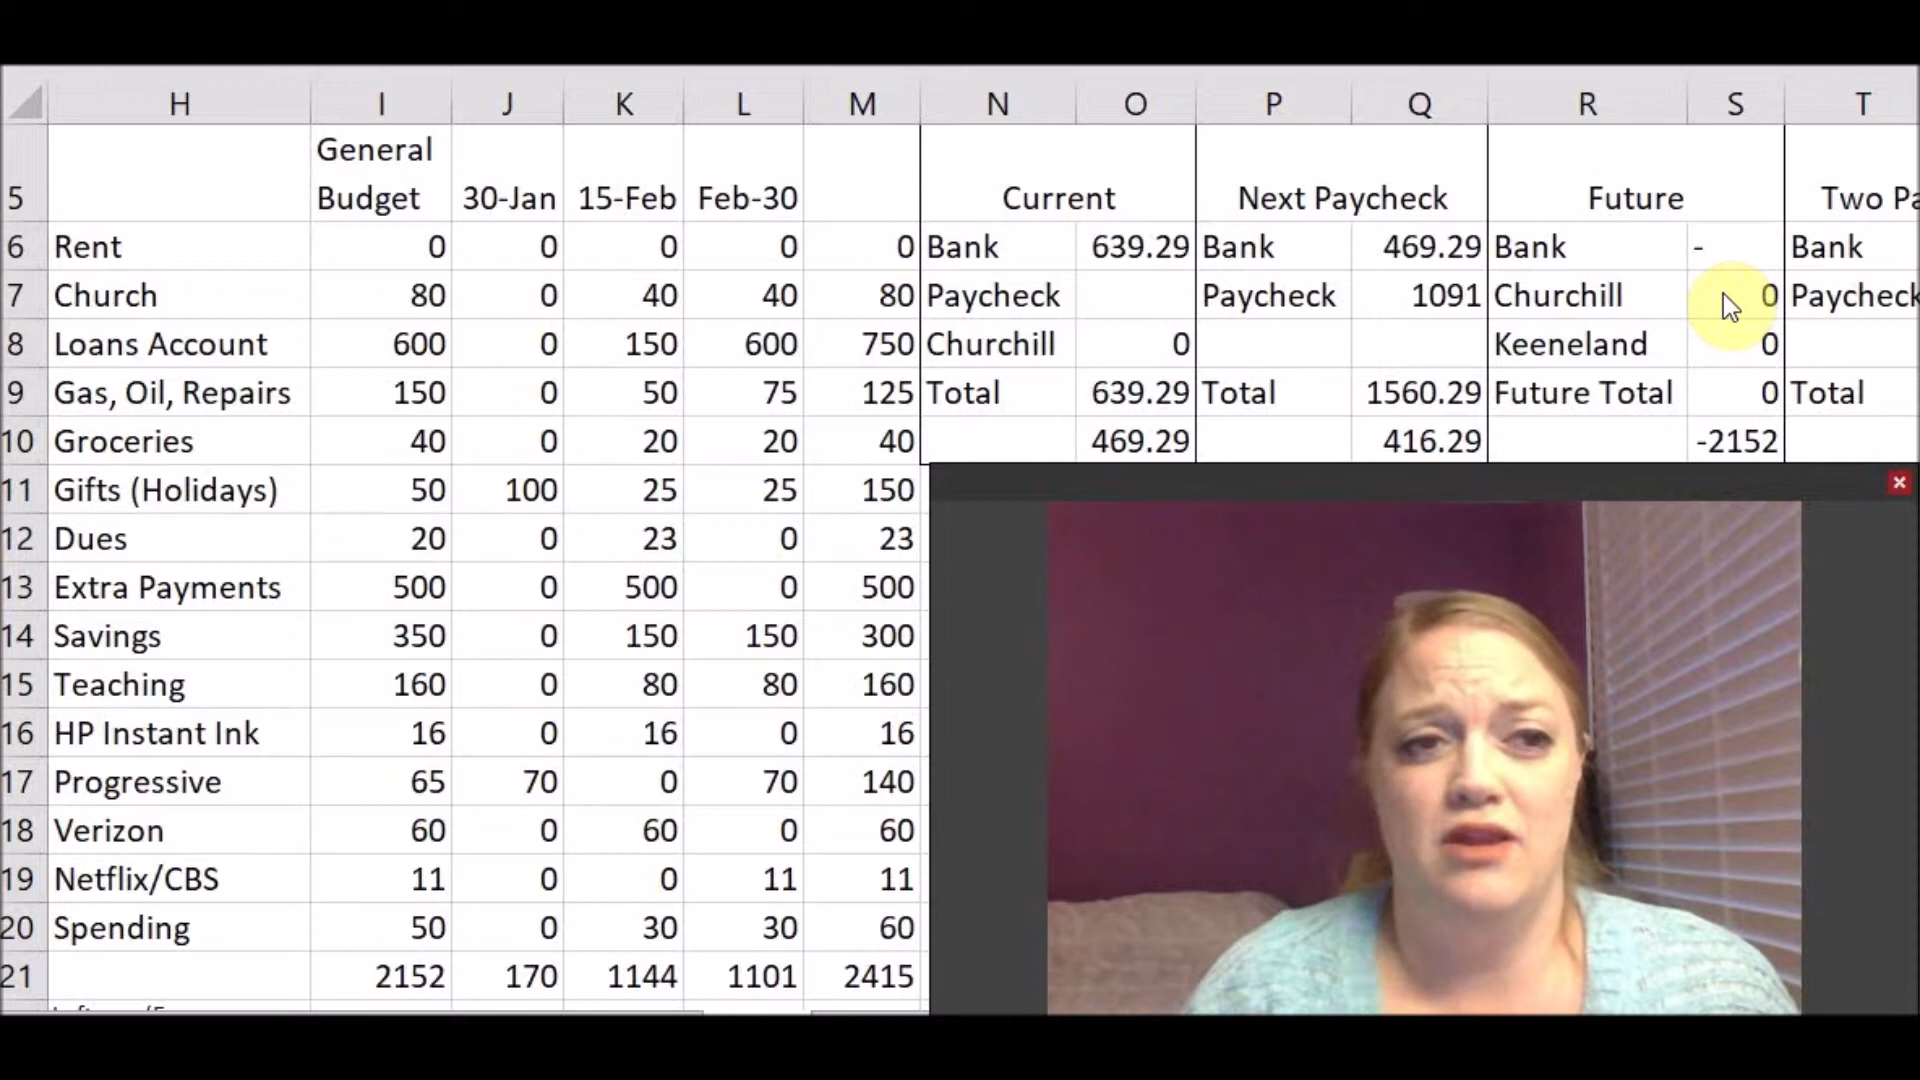 H I J K L M N O P Q R S T
General
5 Budget 30-Jan 15-Feb Feb-30 Current Next Paycheck Future Two Pa
6 Rent 0 0 0 0 Bank 639.29 Bank 469.29 Bank - Bank
7 Church 80 0 40 40 80 Paycheck Paycheck 1091 Churchill 0 Paycheck
8 Loans Account 600 0 150 600 750 Churchill 0 Keeneland 0
9 Gas, Oil, Repairs 150 0 50 75 125 Total 639.29 Total 1560.29 Future Total 0 Total
10 Groceries 40 0 20 20 40 469.29 416.29 -2152
11 Gifts (Holidays) 50 100 25 25 150
12 Dues 20 0 23 0 23
13 Extra Payments 500 0 500 0 500
14 Savings 350 0 150 150 300
15 Teaching 160 0 80 80 160
16 HP Instant Ink 16 0 16 0 16
17 Progressive 65 70 0 70 140
18 Verizon 60 0 60 0 60
19 Netflix/CBS 11 0 0 11 11
20 Spending 50 0 30 30 60
21 2152 170 1144 1101 2415